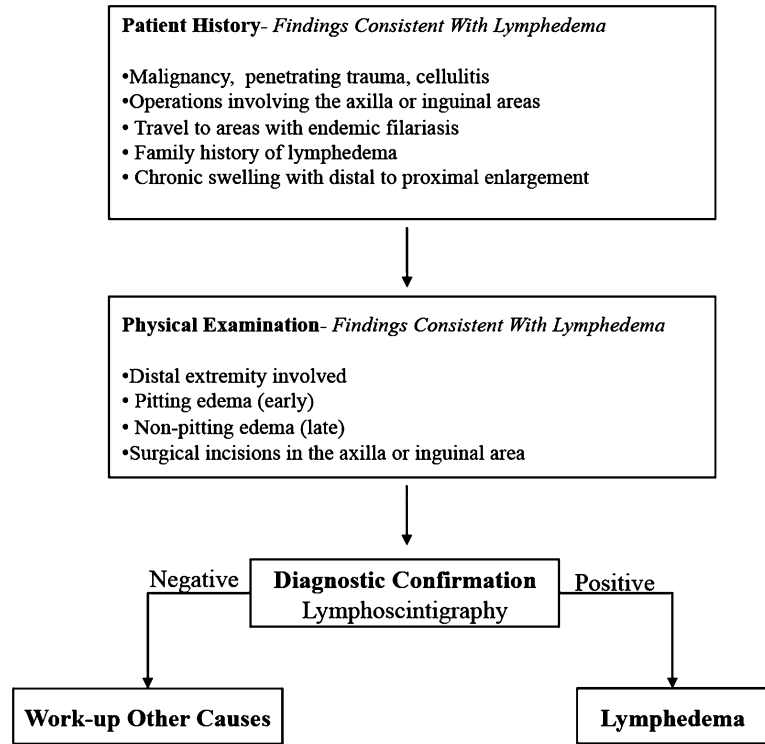 Patient History- Findings Consistent With Lymphedema
•Malignancy, penetrating trauma, cellulitis
•Operations involving the axilla or inguinal areas
• Travel to areas with endemic filariasis
• Family history of lymphedema
• Chronic swelling with distal to proximal enlargement
Physical Examination- Findings Consistent With Lymphedema
•Distal extremity involved
• Pitting edema (early)
• Non-pitting edema (late)
•Surgical incisions in the axilla or inguinal area
Negative
Diagnostic Confirmation
Lymphoscintigraphy
Positive
Work-up Other Causes
Lymphedema